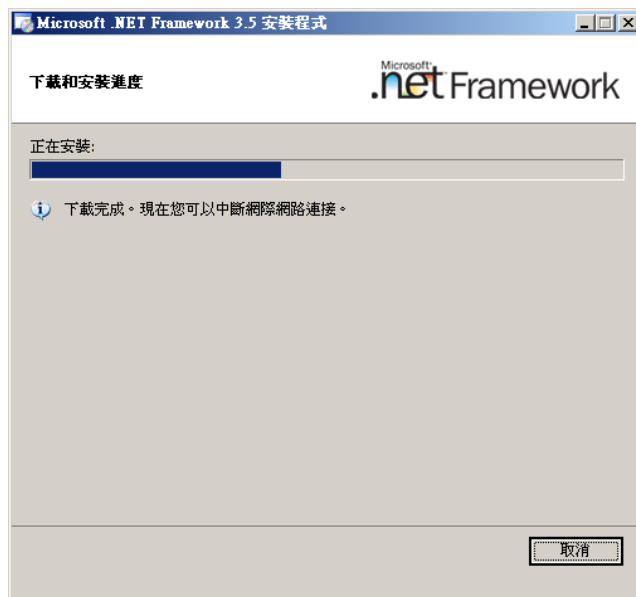 Microsoft .NET Framework 3.5 安裝程式
下載和安裝進度
Microsoft
.net Framework
正在安裝:
下載完成。現在您可以中斷網際網路連接。
取消